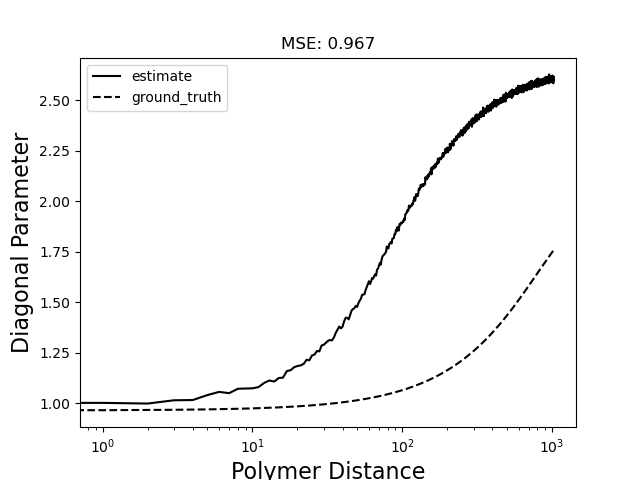 MSE: 0.967
estimate
ground_truth
Diagonal Parameter
2.50
2.25
2.00
1.75
1.50
1.25
1.00
10⁰
10¹
10²
10³
Polymer Distance